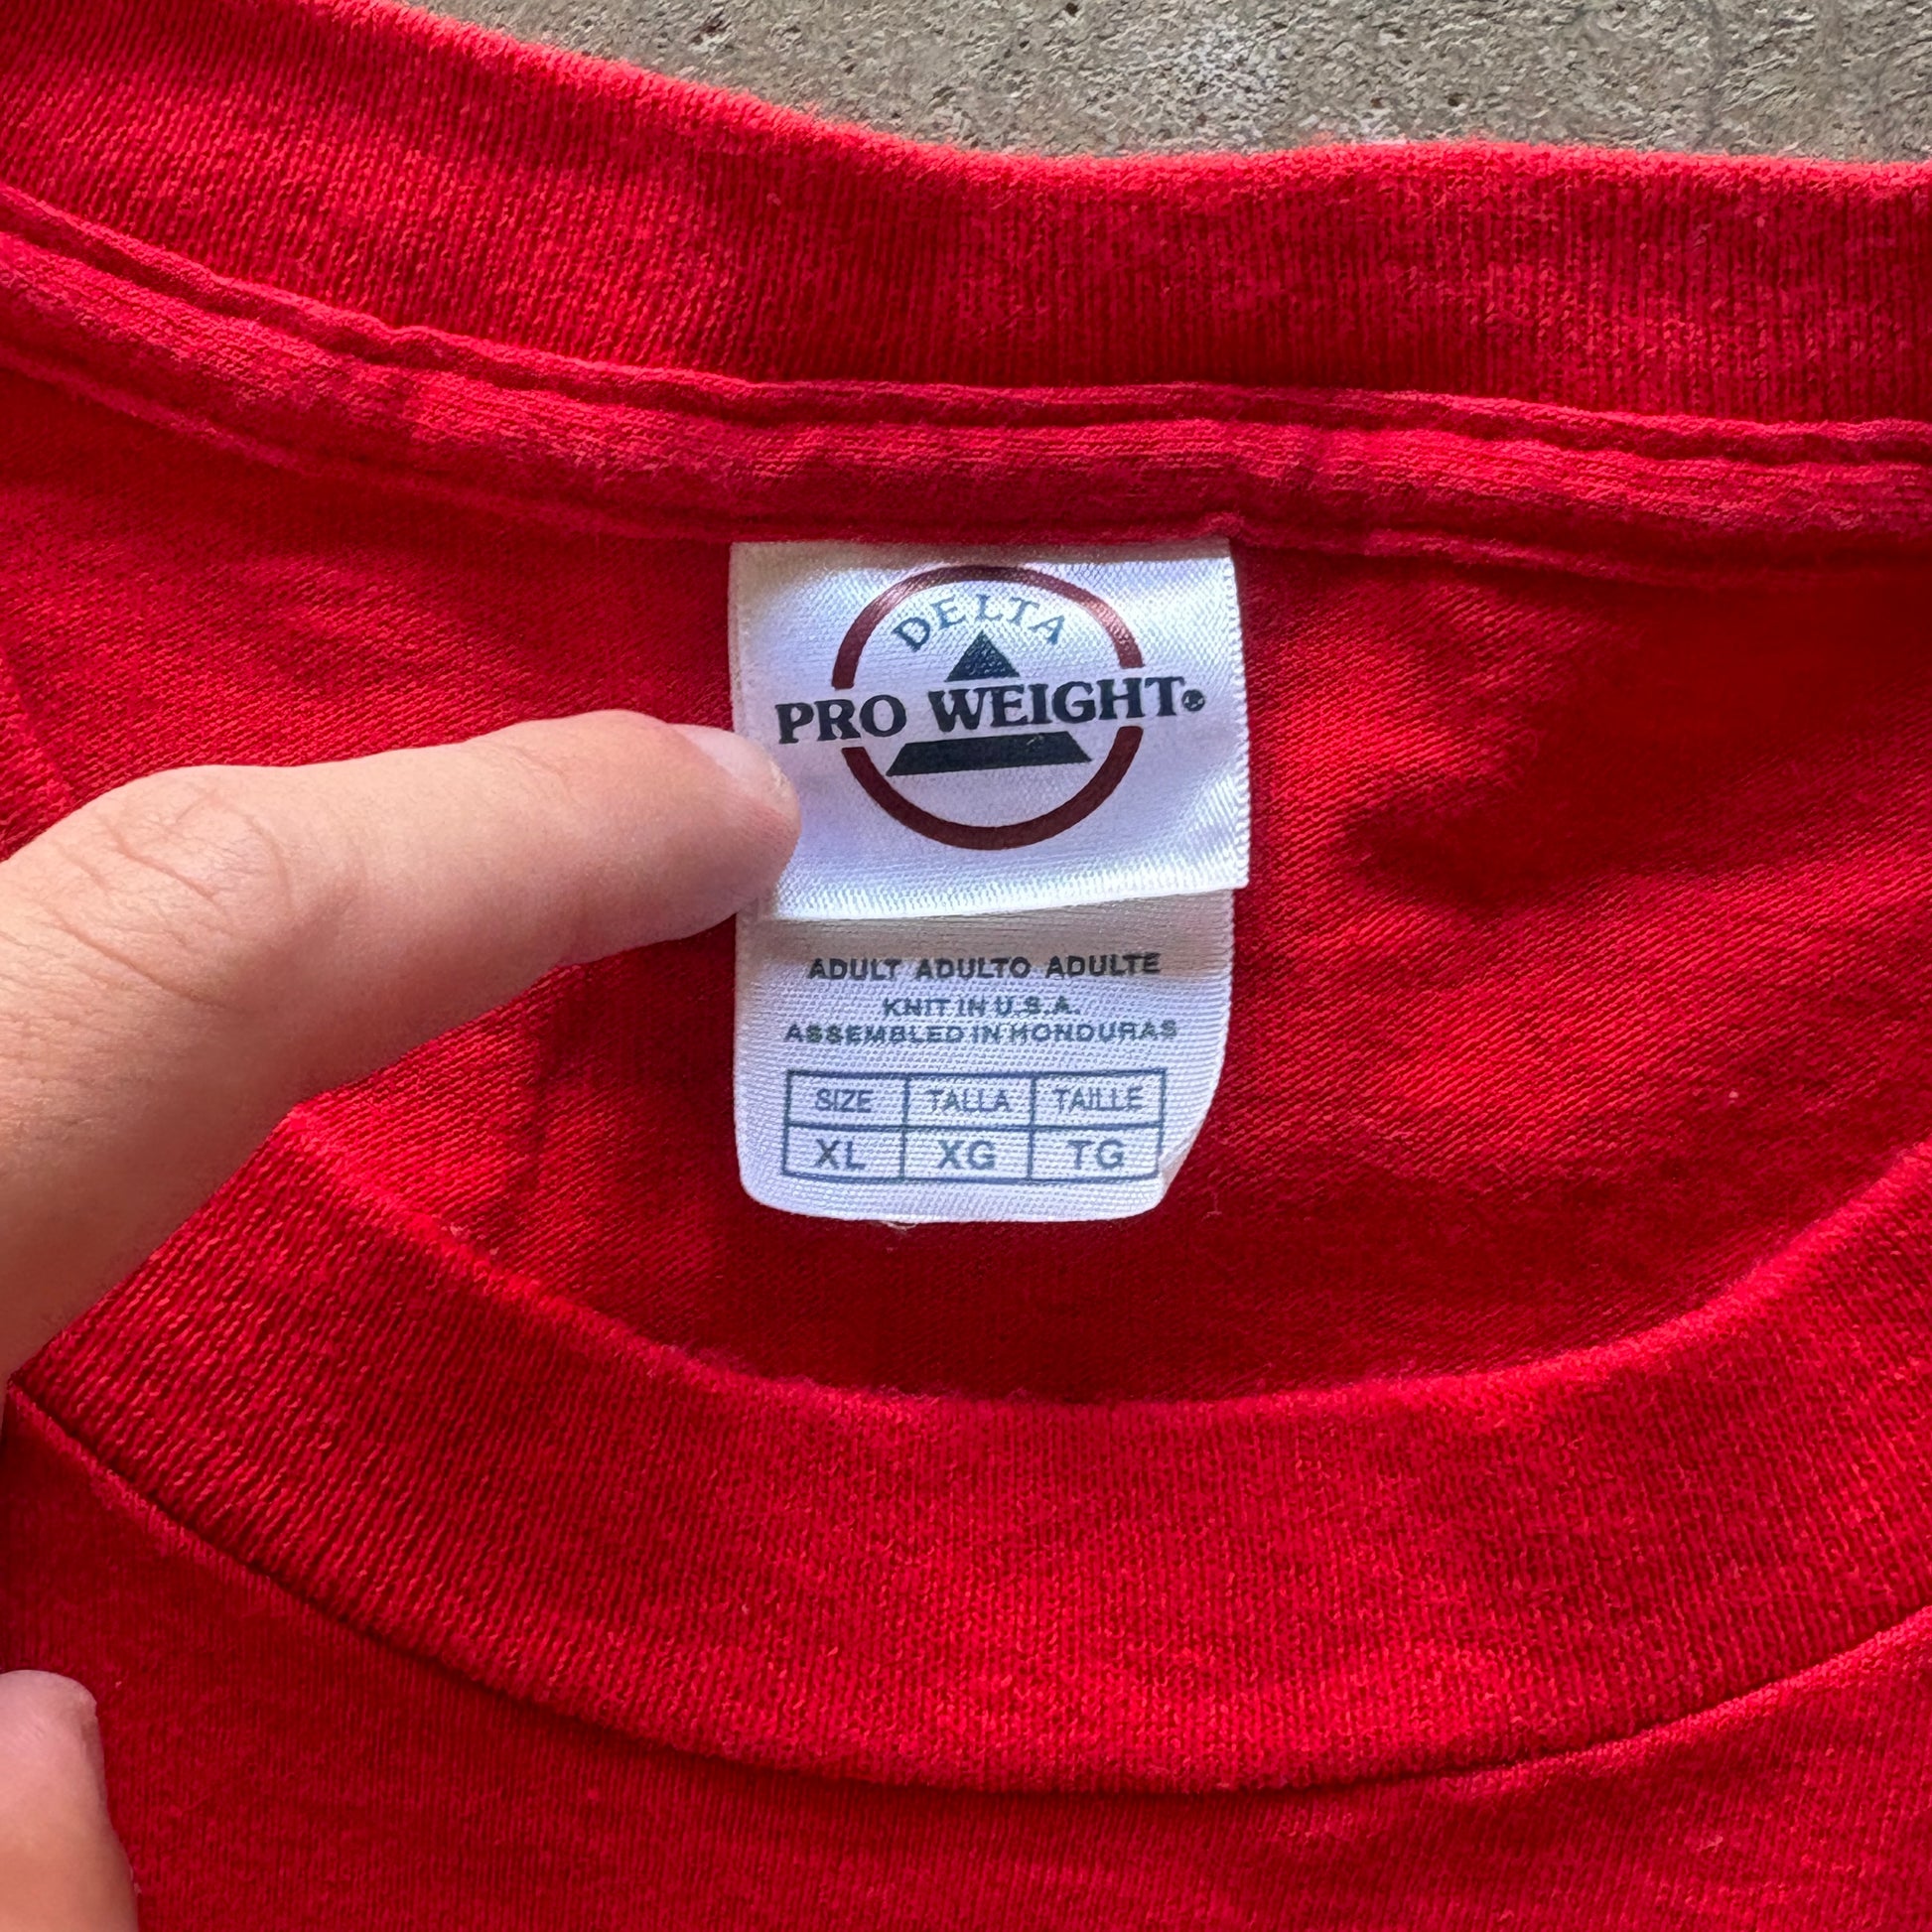 DELTA
PRO WEIGHT®
ADULT ADULTO ADULTE
KNIT IN U.S.A.
ASSEMBLED IN HONDURAS
SIZE TALLA TAILLE
XL XG TG